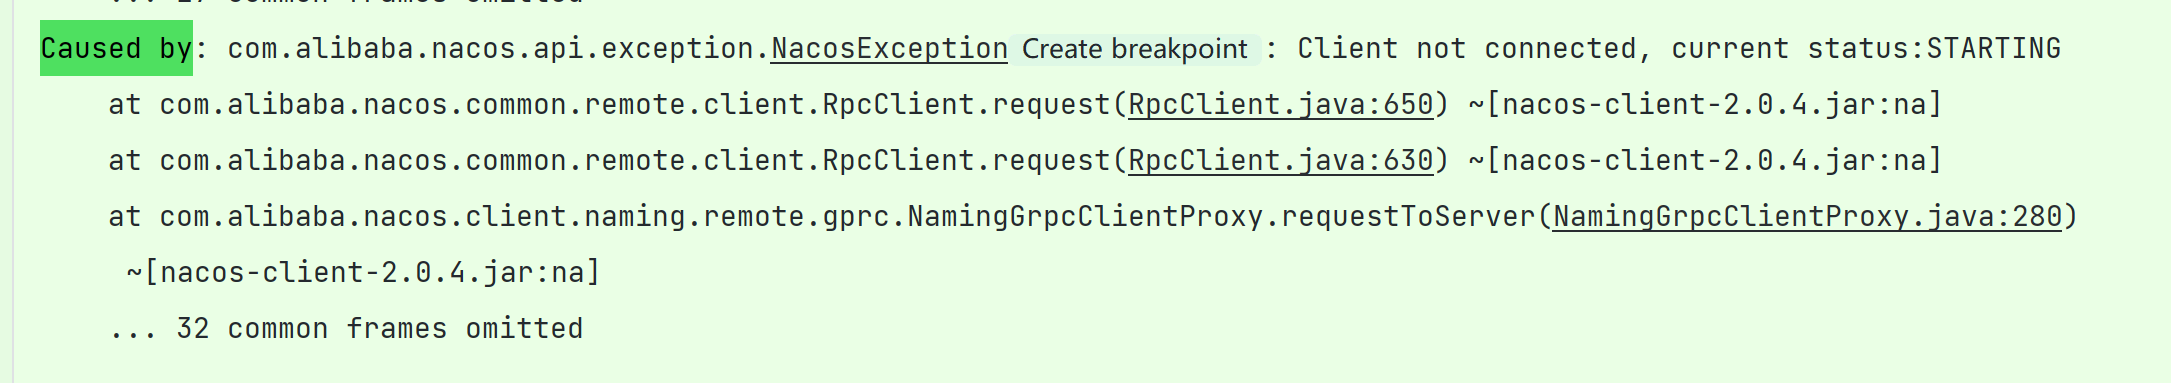 ... 17 common frames omitted
Caused by: com.alibaba.nacos.api.exception.NacosException Create breakpoint : Client not connected, current status:STARTING
at com.alibaba.nacos.common.remote.client.RpcClient.request(RpcClient.java:650) ~[nacos-client-2.0.4.jar:na]
at com.alibaba.nacos.common.remote.client.RpcClient.request(RpcClient.java:630) ~[nacos-client-2.0.4.jar:na]
at com.alibaba.nacos.client.naming.remote.gprc.NamingGrpcClientProxy.requestToServer(NamingGrpcClientProxy.java:280)
~[nacos-client-2.0.4.jar:na]
... 32 common frames omitted